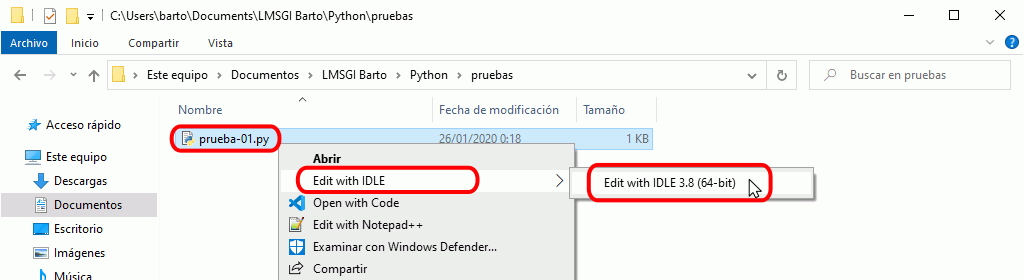 C:\Users\barto\Documents\LMSGI Barto\Python\pruebas
Archivo Inicio Compartir Vista
Este equipo > Documentos > LMSGI Barto > Python > pruebas
Buscar en pruebas
Nombre Fecha de modificación Tamaño
Acceso rápido
prueba-01.py 26/01/2020 0:18 1 KB
Este equipo
Abrir
Descargas
Edit with IDLE
Edit with IDLE 3.8 (64-bit)
Documentos
Open with Code
Escritorio
Edit with Notepad++
Imágenes
Examinar con Windows Defender...
Música
Compartir